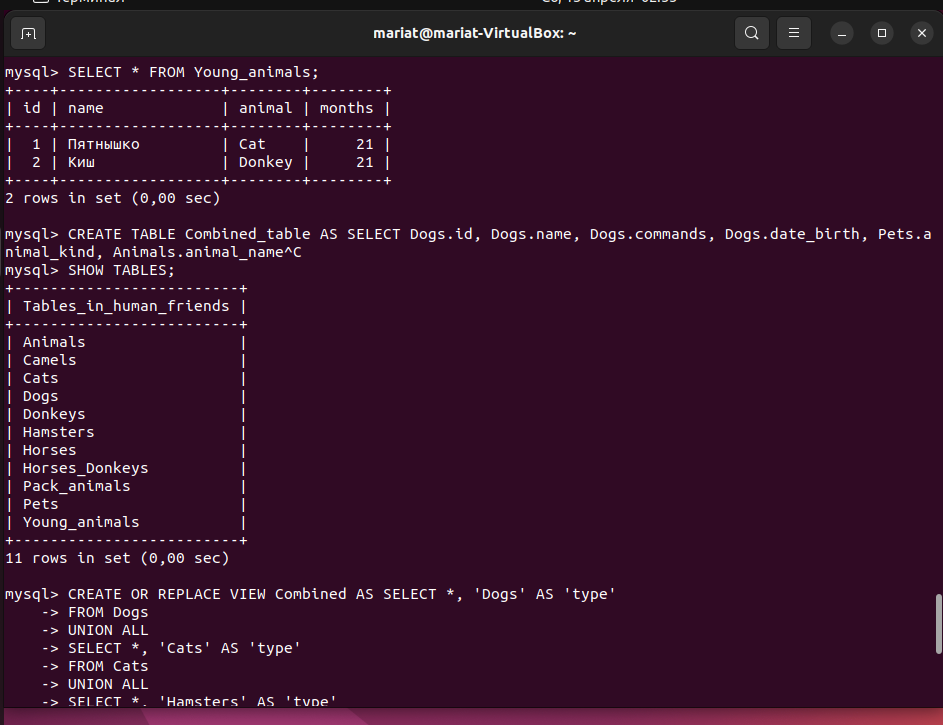 mariat@mariat-VirtualBox: ~
mysql> SELECT * FROM Young_animals;
+----+------------------+--------+--------+
| id | name             | animal | months |
+----+------------------+--------+--------+
|  1 | Пятнышко         | Cat    |     21 |
|  2 | Киш              | Donkey |     21 |
+----+------------------+--------+--------+
2 rows in set (0,00 sec)
mysql> CREATE TABLE Combined_table AS SELECT Dogs.id, Dogs.name, Dogs.commands, Dogs.date_birth, Pets.a
nimal_kind, Animals.animal_name^C
mysql> SHOW TABLES;
+-------------------------+
| Tables_in_human_friends |
+-------------------------+
| Animals                 |
| Camels                  |
| Cats                    |
| Dogs                    |
| Donkeys                 |
| Hamsters                |
| Horses                  |
| Horses_Donkeys          |
| Pack_animals            |
| Pets                    |
| Young_animals           |
+-------------------------+
11 rows in set (0,00 sec)
mysql> CREATE OR REPLACE VIEW Combined AS SELECT *, 'Dogs' AS 'type'
    -> FROM Dogs
    -> UNION ALL
    -> SELECT *, 'Cats' AS 'type'
    -> FROM Cats
    -> UNION ALL
    -> SELECT *, 'Hamsters' AS 'type'